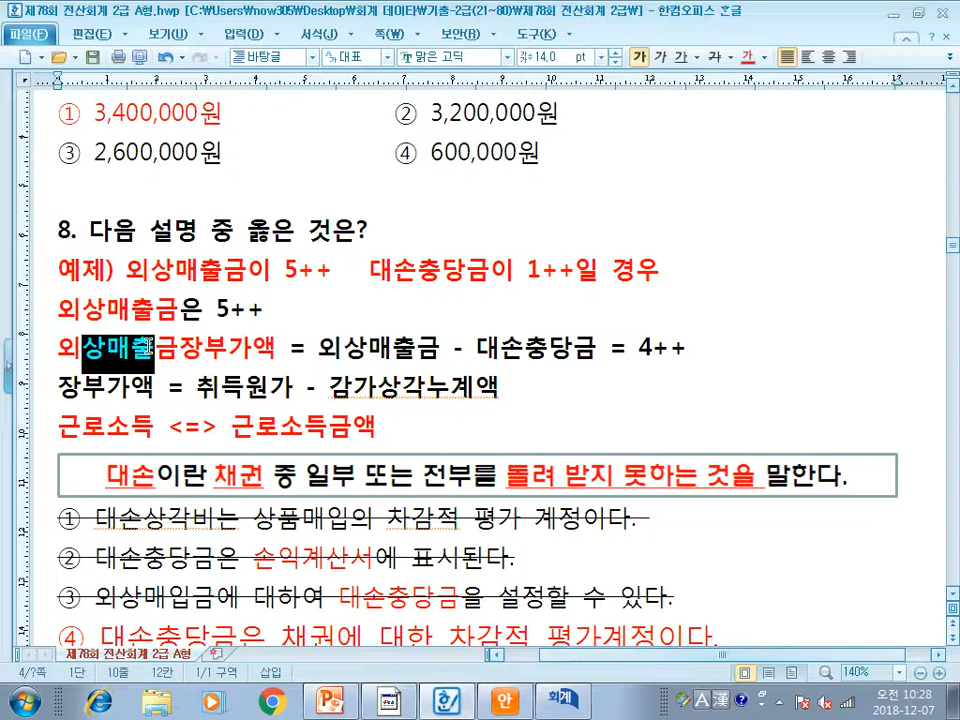 제78회 전산회계 2급 A형.hwp [C:₩Users₩now305₩Desktop₩회계 데이터₩기출-2급(21~80)₩제78회 전산회계 2급₩] - 한컴오피스 흔글
파일(F) 편집(E) 보기(U) 입력(D) 서식(J) 쪽(W) 보안(R) 도구(K)
바탕글 대표 맑은 고딕 14.0 pt 가 가 가 가 가
① 3,400,000원 ② 3,200,000원
③ 2,600,000원 ④ 600,000원
8. 다음 설명 중 옳은 것은?
예제) 외상매출금이 5++ 대손충당금이 1++일 경우
외상매출금은 5++
외상매출금장부가액 = 외상매출금 - 대손충당금 = 4++
장부가액 = 취득원가 - 감가상각누계액
근로소득 <=> 근로소득금액
대손이란 채권 중 일부 또는 전부를 돌려 받지 못하는 것을 말한다.
① 대손상각비는 상품매입의 차감적 평가 계정이다.
② 대손충당금은 손익계산서에 표시된다.
③ 외상매입금에 대하여 대손충당금을 설정할 수 있다.
④ 대손충당금은 채권에 대한 차감적 평가계정이다.
제78회 전산회계 2급 A형
4/?쪽 1단 10줄 12칸 1/1 구역 삽입 140%
안 회계 A 漢 오전 10:28
2018-12-07